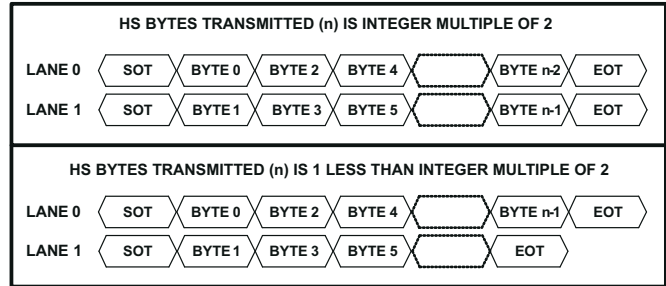 HS BYTES TRANSMITTED (n) IS INTEGER MULTIPLE OF 2
LANE 0 SOT BYTE 0 BYTE 2 BYTE 4 BYTE n-2 EOT
LANE 1 SOT BYTE 1 BYTE 3 BYTE 5 BYTE n-1 EOT
HS BYTES TRANSMITTED (n) IS 1 LESS THAN INTEGER MULTIPLE OF 2
LANE 0 SOT BYTE 0 BYTE 2 BYTE 4 BYTE n-1 EOT
LANE 1 SOT BYTE 1 BYTE 3 BYTE 5 EOT